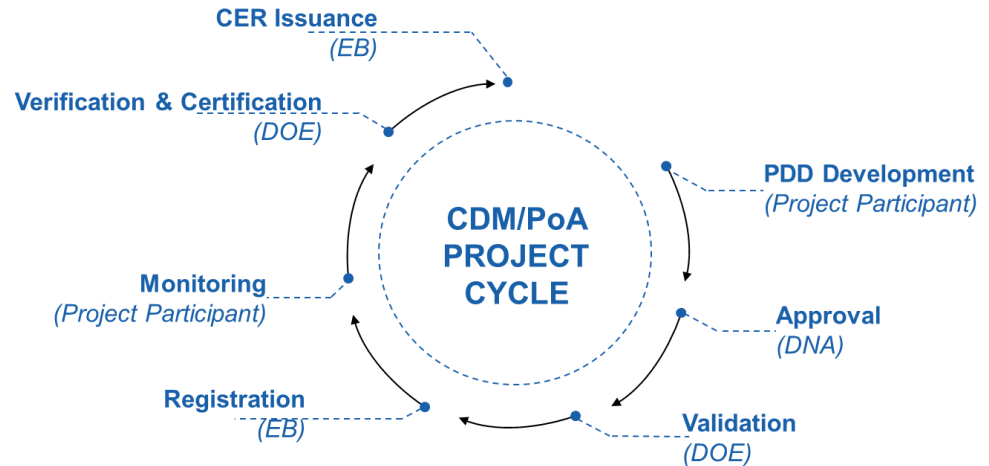 CER Issuance
(EB)
Verification & Certification
(DOE)
PDD Development
(Project Participant)
CDM/PoA
PROJECT
CYCLE
Monitoring
(Project Participant)
Approval
(DNA)
Registration
(EB)
Validation
(DOE)